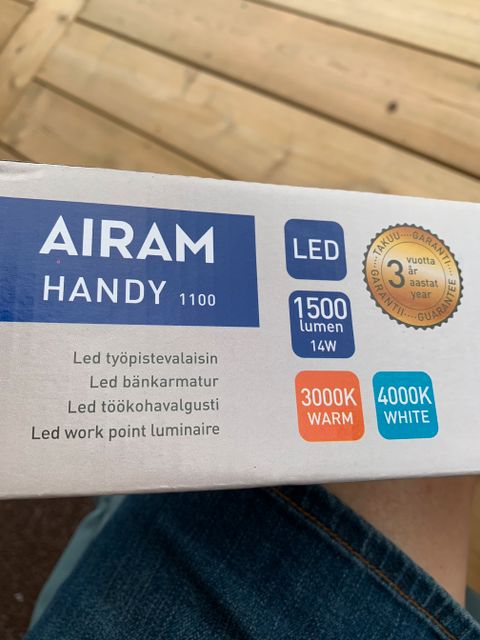 AIRAM
HANDY 1100
Led työpistevalaisin
Led bänkarmatur
Led töökohavalgusti
Led work point luminaire
LED
1500
lumen
14W
3000K
WARM
4000K
WHITE
TAKUU GARANTI
GARANTII GUARANTEE
3 vuotta
år
aastat
year